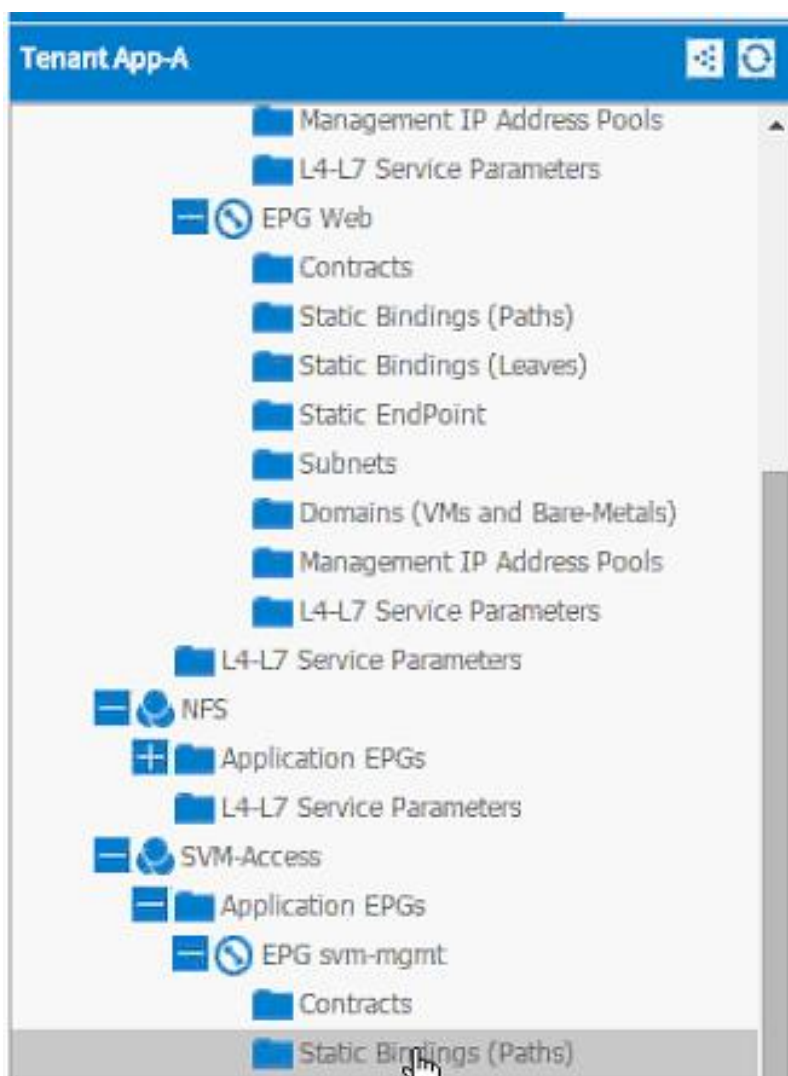 Tenant App-A
Management IP Address Pools
L4-L7 Service Parameters
EPG Web
Contracts
Static Bindings (Paths)
Static Bindings (Leaves)
Static EndPoint
Subnets
Domains (VMs and Bare-Metals)
Management IP Address Pools
L4-L7 Service Parameters
L4-L7 Service Parameters
NFS
Application EPGs
L4-L7 Service Parameters
SVM-Access
Application EPGs
EPG svm-mgmt
Contracts
Static Bindings (Paths)